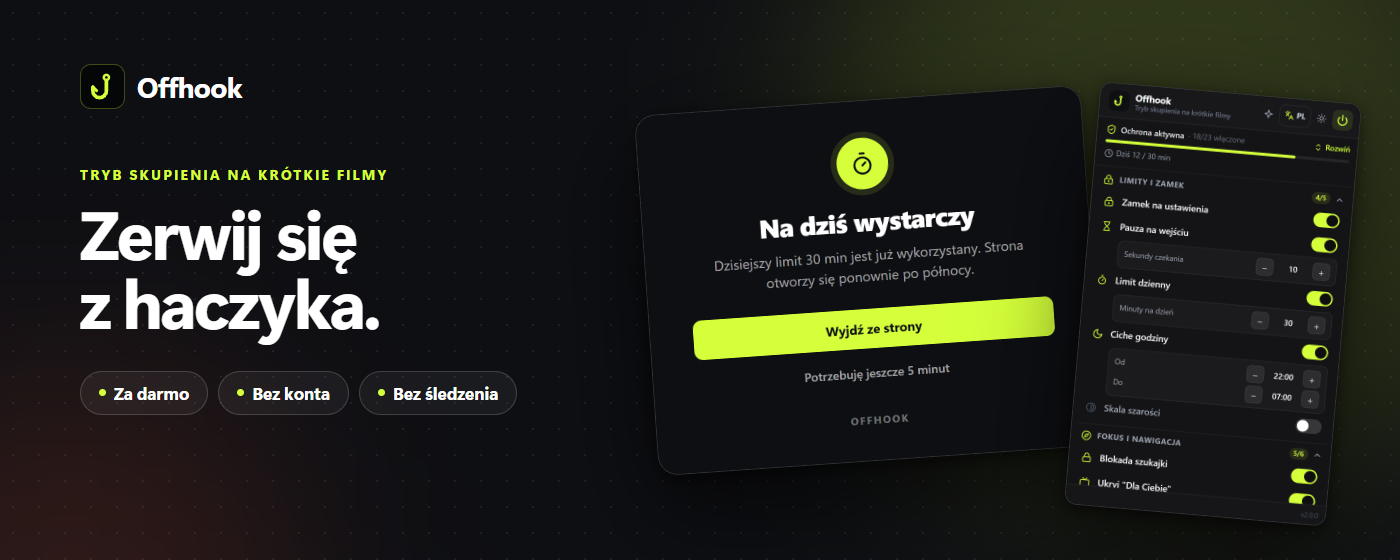 Offhook
TRYB SKUPIENIA NA KRÓTKIE FILMY
Zerwij się
z haczyka.
Za darmo
Bez konta
Bez śledzenia
Na dziś wystarczy
Dzisiejszy limit 30 min jest już wykorzystany. Strona
otworzy się ponownie po północy.
Wyjdź ze strony
Potrzebuję jeszcze 5 minut
OFFHOOK
Offhook
Tryb skupienia na krótkie filmy
PL
Ochrona aktywna · 18/23 włączone
Rozwiń
Dziś 12 / 30 min
LIMITY I ZAMEK
4/5
Zamek na ustawienia
Pauza na wejściu
Sekundy czekania
− 10 +
Limit dzienny
Minuty na dzień
− 30 +
Ciche godziny
Od
− 22:00 +
Do
− 07:00 +
Skala szarości
FOKUS I NAWIGACJA
5/6
Blokada szukajki
Ukryj "Dla Ciebie"
v2.0.0